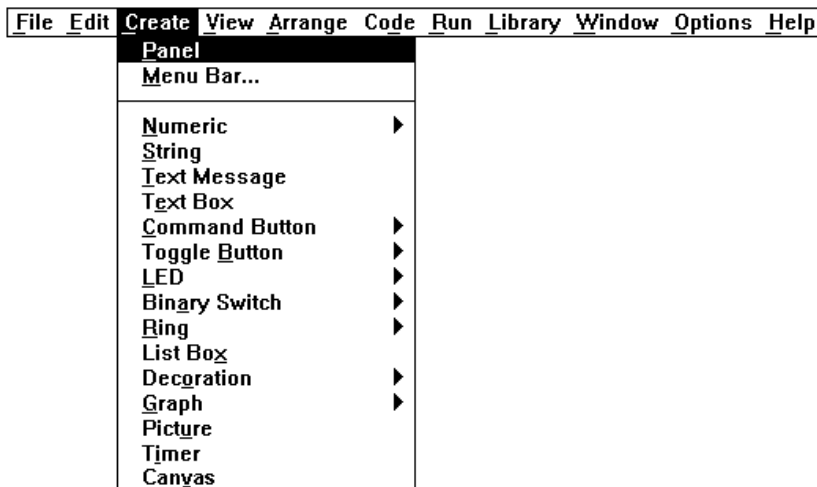 File Edit Create View Arrange Code Run Library Window Options Help
Panel
Menu Bar...
Numeric
String
Text Message
Text Box
Command Button
Toggle Button
LED
Binary Switch
Ring
List Box
Decoration
Graph
Picture
Timer
Canvas